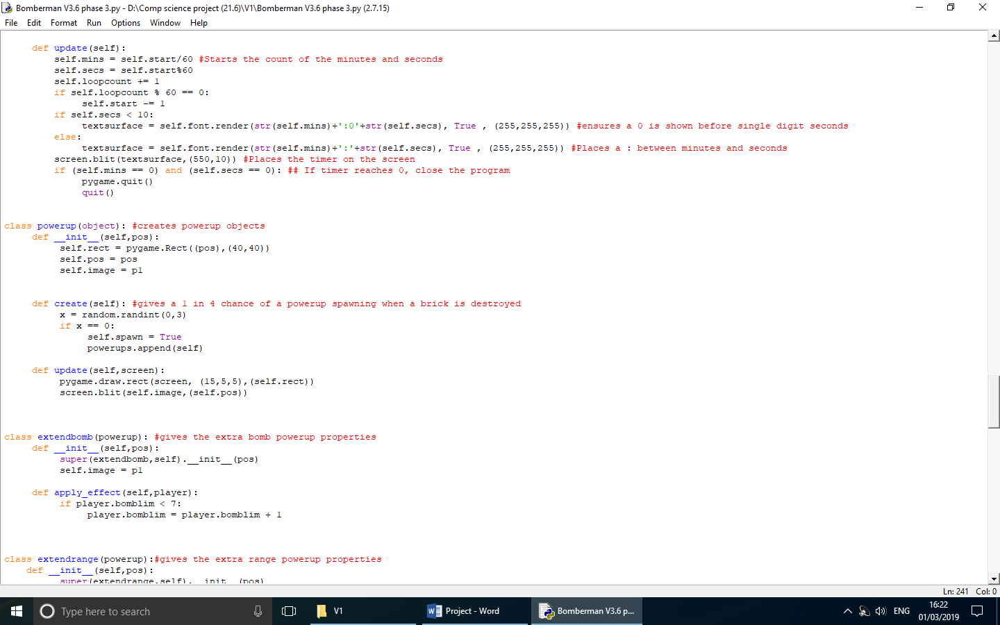 Bomberman V3.6 phase 3.py - D:\Comp science project (21.6)\V1\Bomberman V3.6 phase 3.py (2.7.15)
File Edit Format Run Options Window Help
def update(self):
self.mins = self.start/60 #Starts the count of the minutes and seconds
self.secs = self.start%60
self.loopcount += 1
if self.loopcount % 60 == 0:
self.start -= 1
if self.secs < 10:
textsurface = self.font.render(str(self.mins)+':0'+str(self.secs), True , (255,255,255)) #ensures a 0 is shown before single digit seconds
else:
textsurface = self.font.render(str(self.mins)+':'+str(self.secs), True , (255,255,255)) #Places a : between minutes and seconds
screen.blit(textsurface,(550,10)) #Places the timer on the screen
if (self.mins == 0) and (self.secs == 0): ## If timer reaches 0, close the program
pygame.quit()
quit()
class powerup(object): #creates powerup objects
def __init__(self,pos):
self.rect = pygame.Rect((pos),(40,40))
self.pos = pos
self.image = p1
def create(self): #gives a 1 in 4 chance of a powerup spawning when a brick is destroyed
x = random.randint(0,3)
if x == 0:
self.spawn = True
powerups.append(self)
def update(self,screen):
pygame.draw.rect(screen, (15,5,5),(self.rect))
screen.blit(self.image,(self.pos))
class extendbomb(powerup): #gives the extra bomb powerup properties
def __init__(self,pos):
super(extendbomb,self).__init__(pos)
self.image = p1
def apply_effect(self,player):
if player.bomblim < 7:
player.bomblim = player.bomblim + 1
class extendrange(powerup):#gives the extra range powerup properties
def __init__(self,pos):
super(extendrange,self).__init__(pos)
Ln: 241 Col: 0
Type here to search
V1
Project - Word
Bomberman V3.6 p...
ENG
16:22
01/03/2019